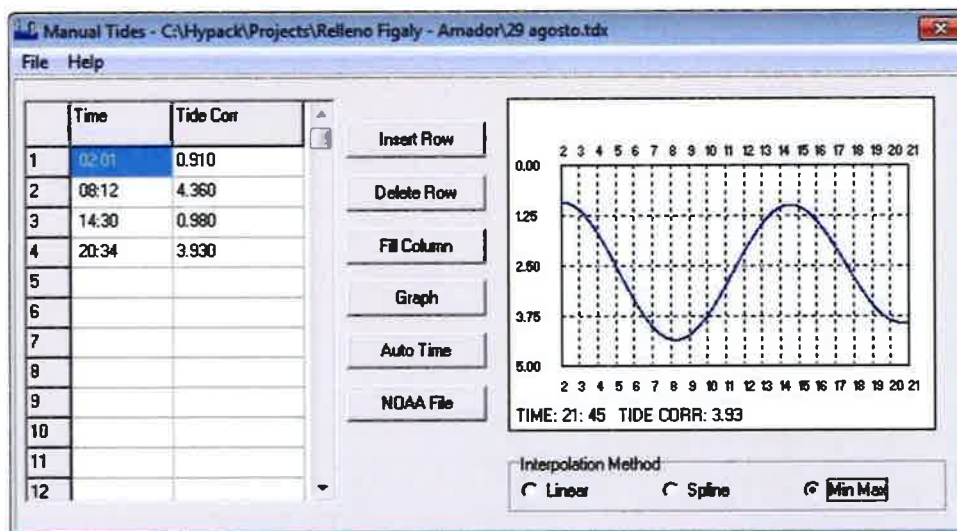 Manual Tides - C:\Hypack\Projects\Relleno Figaly - Amador\29 agosto.tdx
File Help
Time Tide Corr
1 02:01 0.910
2 08:12 4.360
3 14:30 0.980
4 20:34 3.930
5
6
7
8
9
10
11
12
Insert Row
Delete Row
Fill Column
Graph
Auto Time
NOAA File
2 3 4 5 6 7 8 9 10 11 12 13 14 15 16 17 18 19 20 21
0.00
1.25
2.50
3.75
5.00
2 3 4 5 6 7 8 9 10 11 12 13 14 15 16 17 18 19 20 21
TIME: 21: 45 TIDE CORR: 3.93
Interpolation Method
Linear Spline Min Max